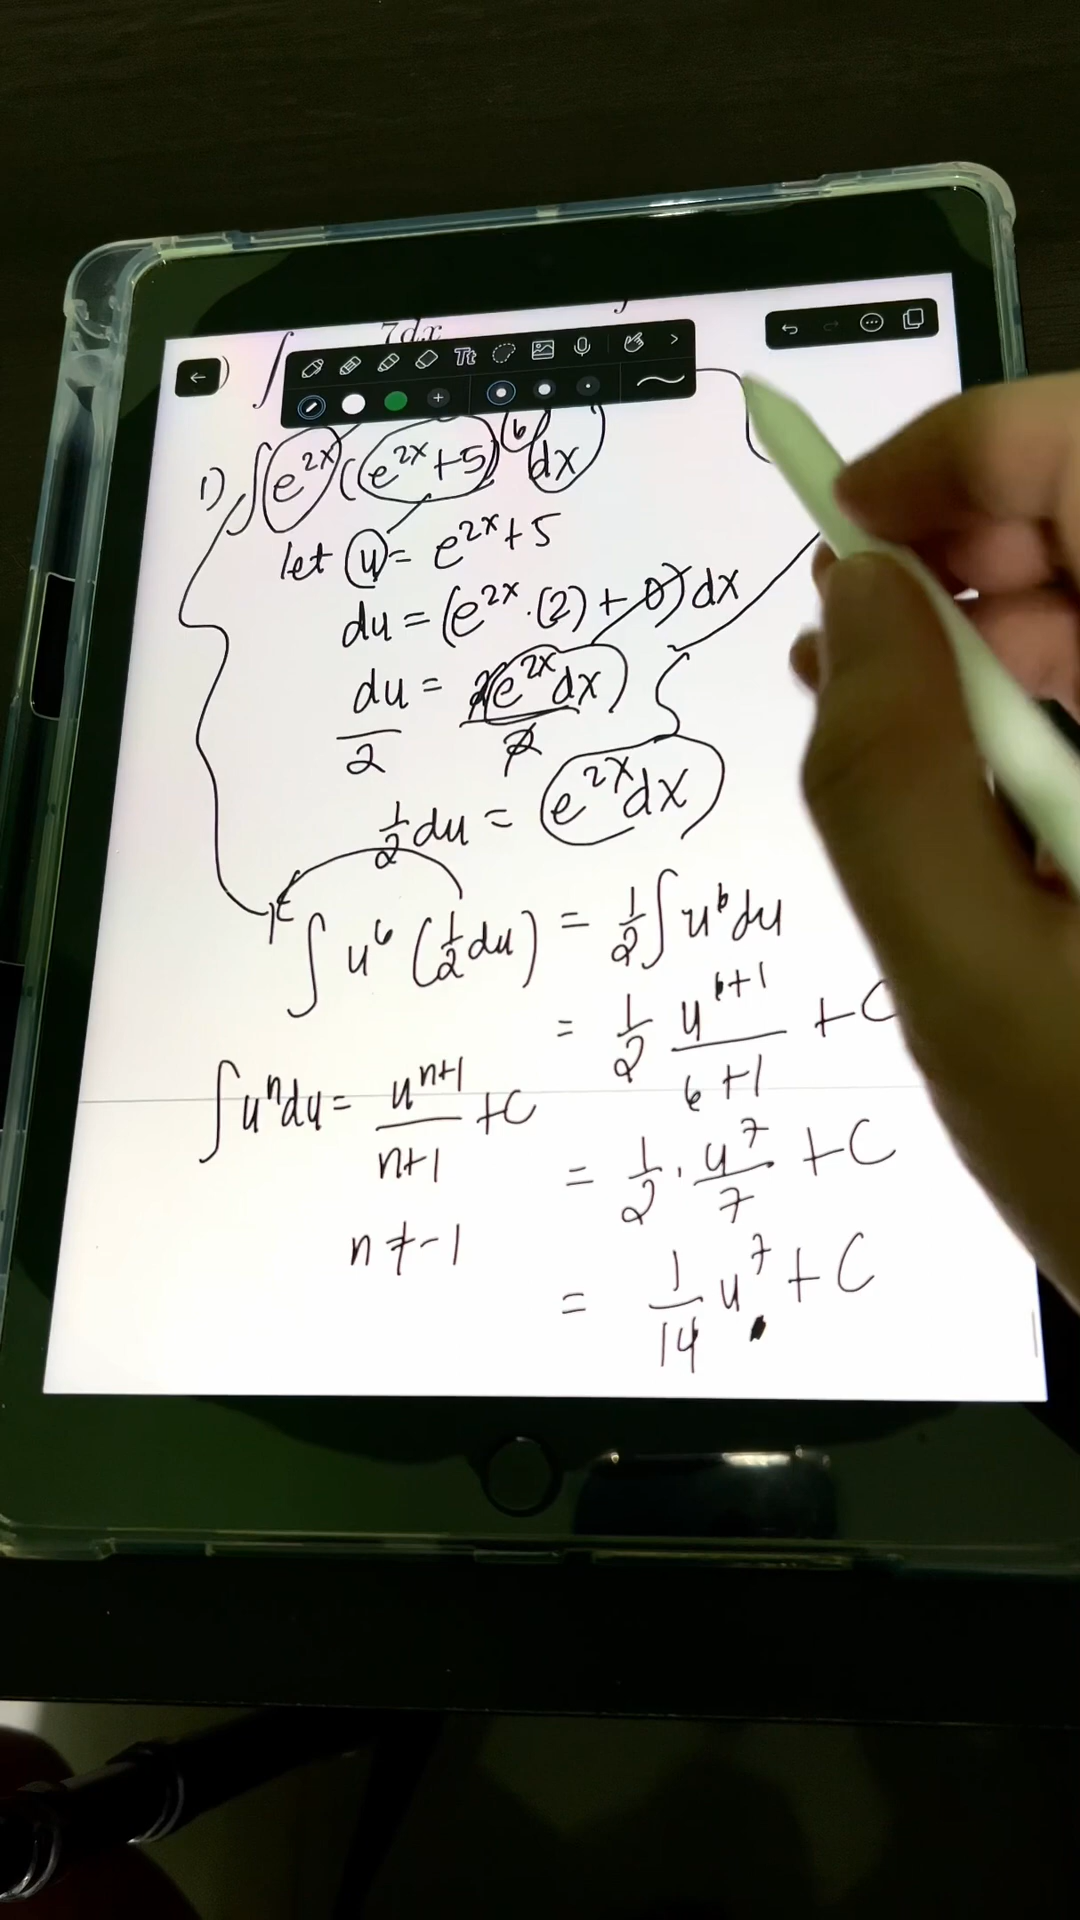 ) ∫ 7dx
Tt
1) ∫ e^{2x} (e^{2x}+5)^6 dx
let u = e^{2x}+5
du = (e^{2x} · (2) + 0) dx
du/2 = 2e^{2x}dx/2
1/2 du = e^{2x}dx
∫ u^6 (1/2 du) = 1/2 ∫ u^6 du
= 1/2 u^{6+1}/6+1 + C
∫ u^n du = u^{n+1}/n+1 + C
n ≠ -1
= 1/2 · u^7/7 + C
= 1/14 u^7 + C